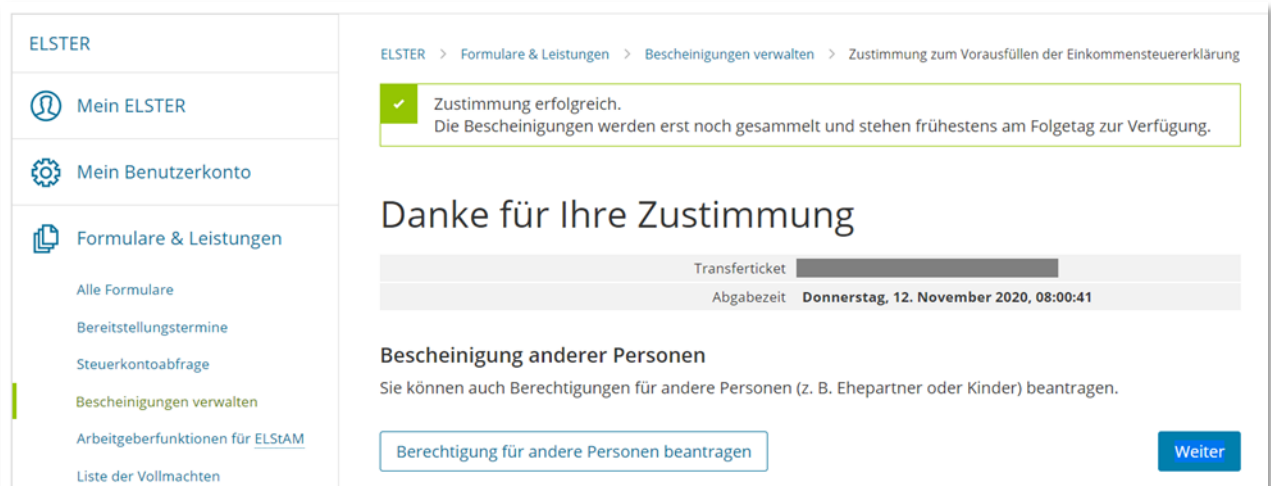 ELSTER
Mein ELSTER
Mein Benutzerkonto
Formulare & Leistungen
Alle Formulare
Bereitstellungstermine
Steuerkontoabfrage
Bescheinigungen verwalten
Arbeitgeberfunktionen für ELStAM
Liste der Vollmachten
ELSTER > Formulare & Leistungen > Bescheinigungen verwalten > Zustimmung zum Vorausfüllen der Einkommensteuererklärung
Zustimmung erfolgreich.
Die Bescheinigungen werden erst noch gesammelt und stehen frühestens am Folgetag zur Verfügung.
Danke für Ihre Zustimmung
Transferticket
Abgabezeit Donnerstag, 12. November 2020, 08:00:41
Bescheinigung anderer Personen
Sie können auch Berechtigungen für andere Personen (z. B. Ehepartner oder Kinder) beantragen.
Berechtigung für andere Personen beantragen Weiter